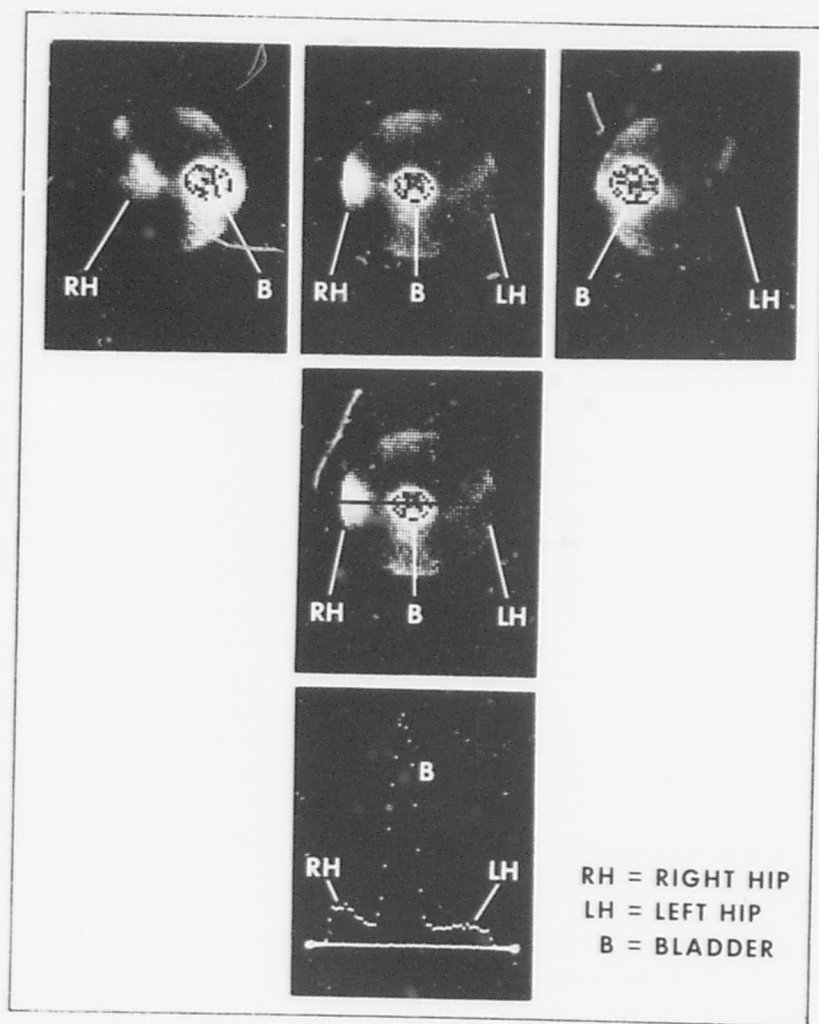 RH
B
RH
B
LH
B
LH
RH
B
LH
B
RH
LH
RH = RIGHT HIP
LH = LEFT HIP
B = BLADDER